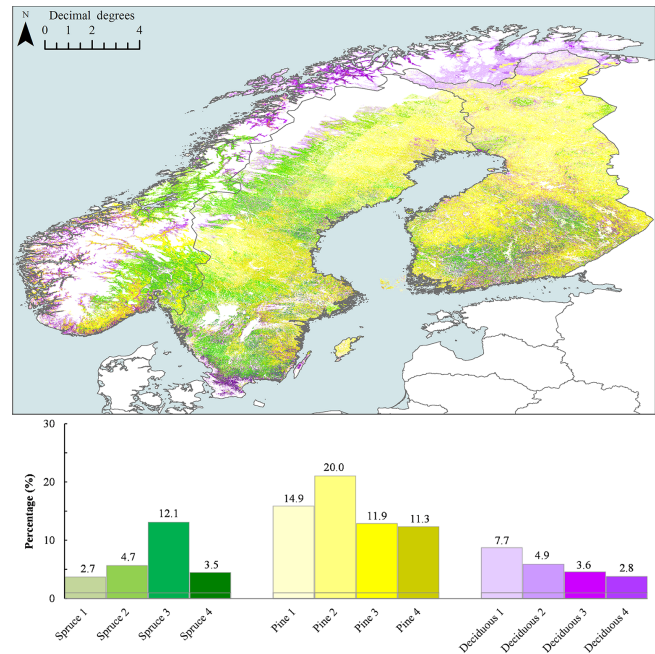 N
Decimal degrees
0 2 4
30
20
10
0
Percentage (%)
2.7
4.7
12.1
3.5
14.9
20.0
11.9
11.3
7.7
4.9
3.6
2.8
Spruce 1
Spruce 2
Spruce 3
Spruce 4
Pine 1
Pine 2
Pine 3
Pine 4
Deciduous 1
Deciduous 2
Deciduous 3
Deciduous 4